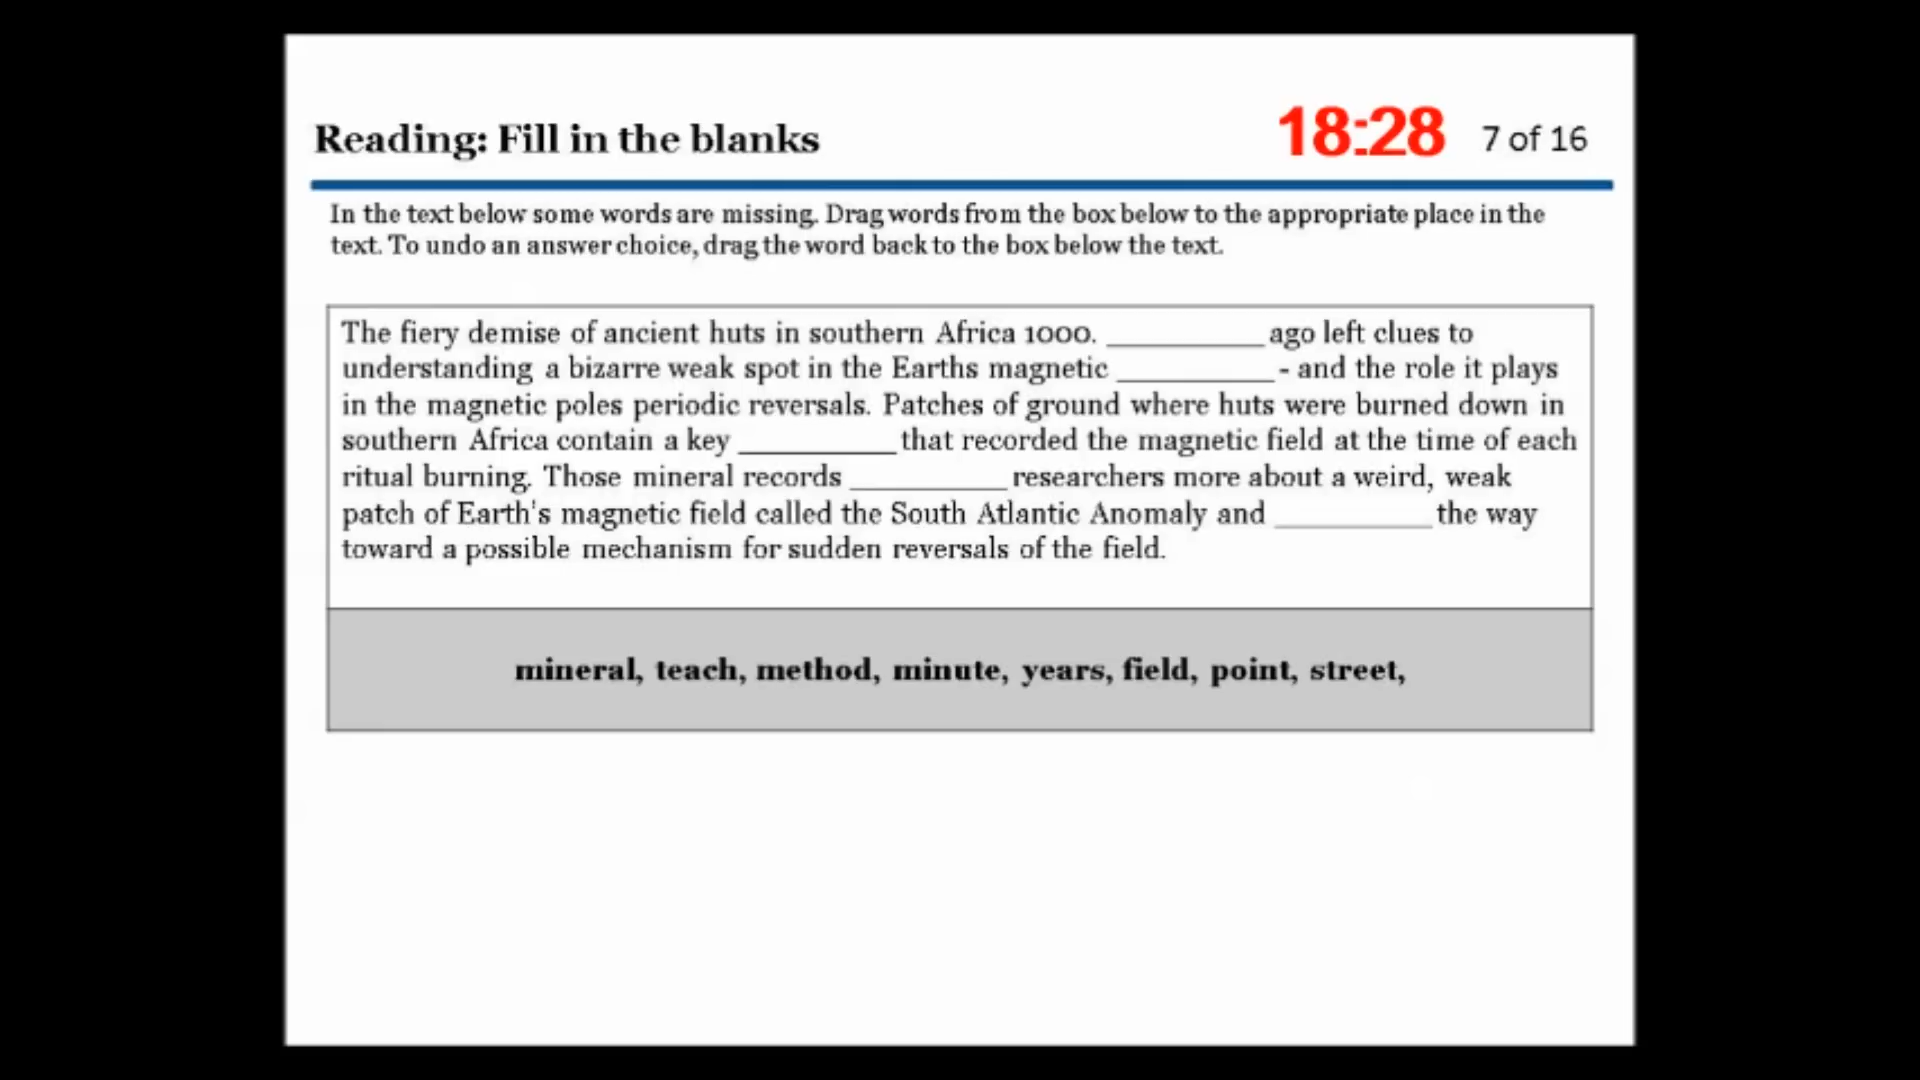 Reading: Fill in the blanks 18:28 7 of 16
In the text below some words are missing. Drag words from the box below to the appropriate place in the
text. To undo an answer choice, drag the word back to the box below the text.
The fiery demise of ancient huts in southern Africa 1000. ____________ ago left clues to
understanding a bizarre weak spot in the Earths magnetic ____________ - and the role it plays
in the magnetic poles periodic reversals. Patches of ground where huts were burned down in
southern Africa contain a key ____________ that recorded the magnetic field at the time of each
ritual burning. Those mineral records ____________ researchers more about a weird, weak
patch of Earth's magnetic field called the South Atlantic Anomaly and ____________ the way
toward a possible mechanism for sudden reversals of the field.
mineral, teach, method, minute, years, field, point, street,